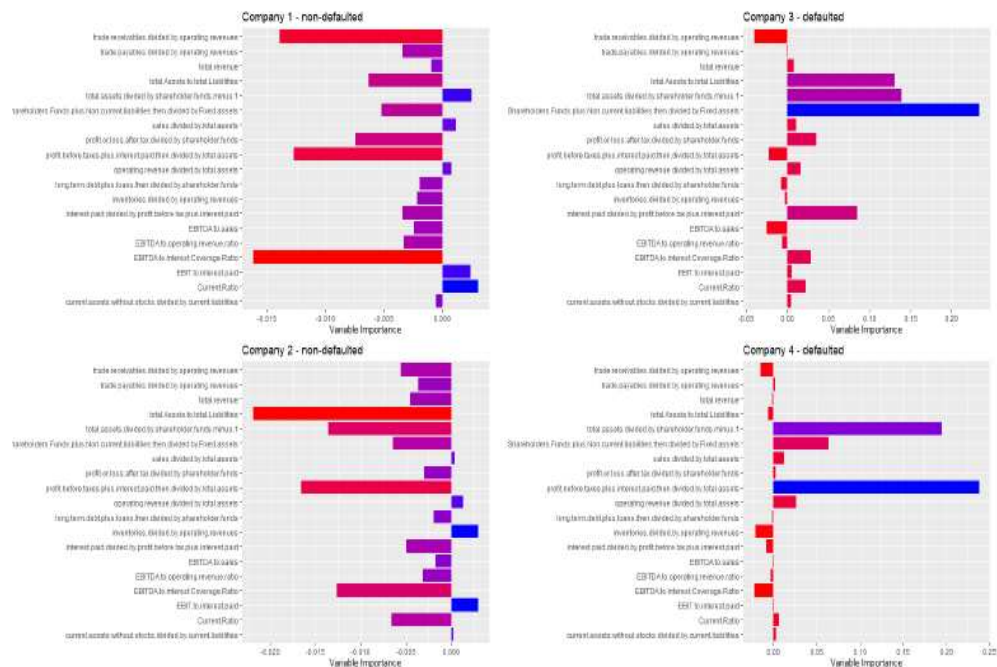 Company 1 - non-defaulted
trade receivables divided by operating revenues
trade payables divided by operating revenues
total revenue
total Assets to total Liabilities
total assets divided by shareholder funds minus 1
hareholders Funds plus Non current liabilities then divided by Fixed assets
sales divided by total assets
profit or loss after tax divided by shareholder funds
profit before taxes plus interest paid then divided by total assets
operating revenue divided by total assets
long term debt plus loans then divided by shareholder funds
inventories divided by operating revenues
interest paid divided by profit before tax plus interest paid
EBITDA to sales
EBITDA to operating revenue ratio
EBITDA to Interest Coverage Ratio
EBIT to interest paid
Current Ratio
current assets without stocks divided by current liabilities
-0.015 -0.010 -0.005 0.000
Variable Importance
Company 3 - defaulted
trade receivables divided by operating revenues
trade payables divided by operating revenues
total revenue
total Assets to total Liabilities
total assets divided by shareholder funds minus 1
Shareholders Funds plus Non current liabilities then divided by Fixed assets
sales divided by total assets
profit or loss after tax divided by shareholder funds
profit before taxes plus interest paid then divided by total assets
operating revenue divided by total assets
long term debt plus loans then divided by shareholder funds
inventories divided by operating revenues
interest paid divided by profit before tax plus interest paid
EBITDA to sales
EBITDA to operating revenue ratio
EBITDA to Interest Coverage Ratio
EBIT to interest paid
Current Ratio
current assets without stocks divided by current liabilities
-0.05 0.00 0.05 0.10 0.15 0.20
Variable Importance
Company 2 - non-defaulted
trade receivables divided by operating revenues
trade payables divided by operating revenues
total revenue
total Assets to total Liabilities
total assets divided by shareholder funds minus 1
hareholders Funds plus Non current liabilities then divided by Fixed assets
sales divided by total assets
profit or loss after tax divided by shareholder funds
profit before taxes plus interest paid then divided by total assets
operating revenue divided by total assets
long term debt plus loans then divided by shareholder funds
inventories divided by operating revenues
interest paid divided by profit before tax plus interest paid
EBITDA to sales
EBITDA to operating revenue ratio
EBITDA to Interest Coverage Ratio
EBIT to interest paid
Current Ratio
current assets without stocks divided by current liabilities
-0.020 -0.015 -0.010 -0.005 0.000
Variable Importance
Company 4 - defaulted
trade receivables divided by operating revenues
trade payables divided by operating revenues
total revenue
total Assets to total Liabilities
total assets divided by shareholder funds minus 1
Shareholders Funds plus Non current liabilities then divided by Fixed assets
sales divided by total assets
profit or loss after tax divided by shareholder funds
profit before taxes plus interest paid then divided by total assets
operating revenue divided by total assets
long term debt plus loans then divided by shareholder funds
inventories divided by operating revenues
interest paid divided by profit before tax plus interest paid
EBITDA to sales
EBITDA to operating revenue ratio
EBITDA to Interest Coverage Ratio
EBIT to interest paid
Current Ratio
current assets without stocks divided by current liabilities
0.00 0.05 0.10 0.15 0.20 0.25
Variable Importance